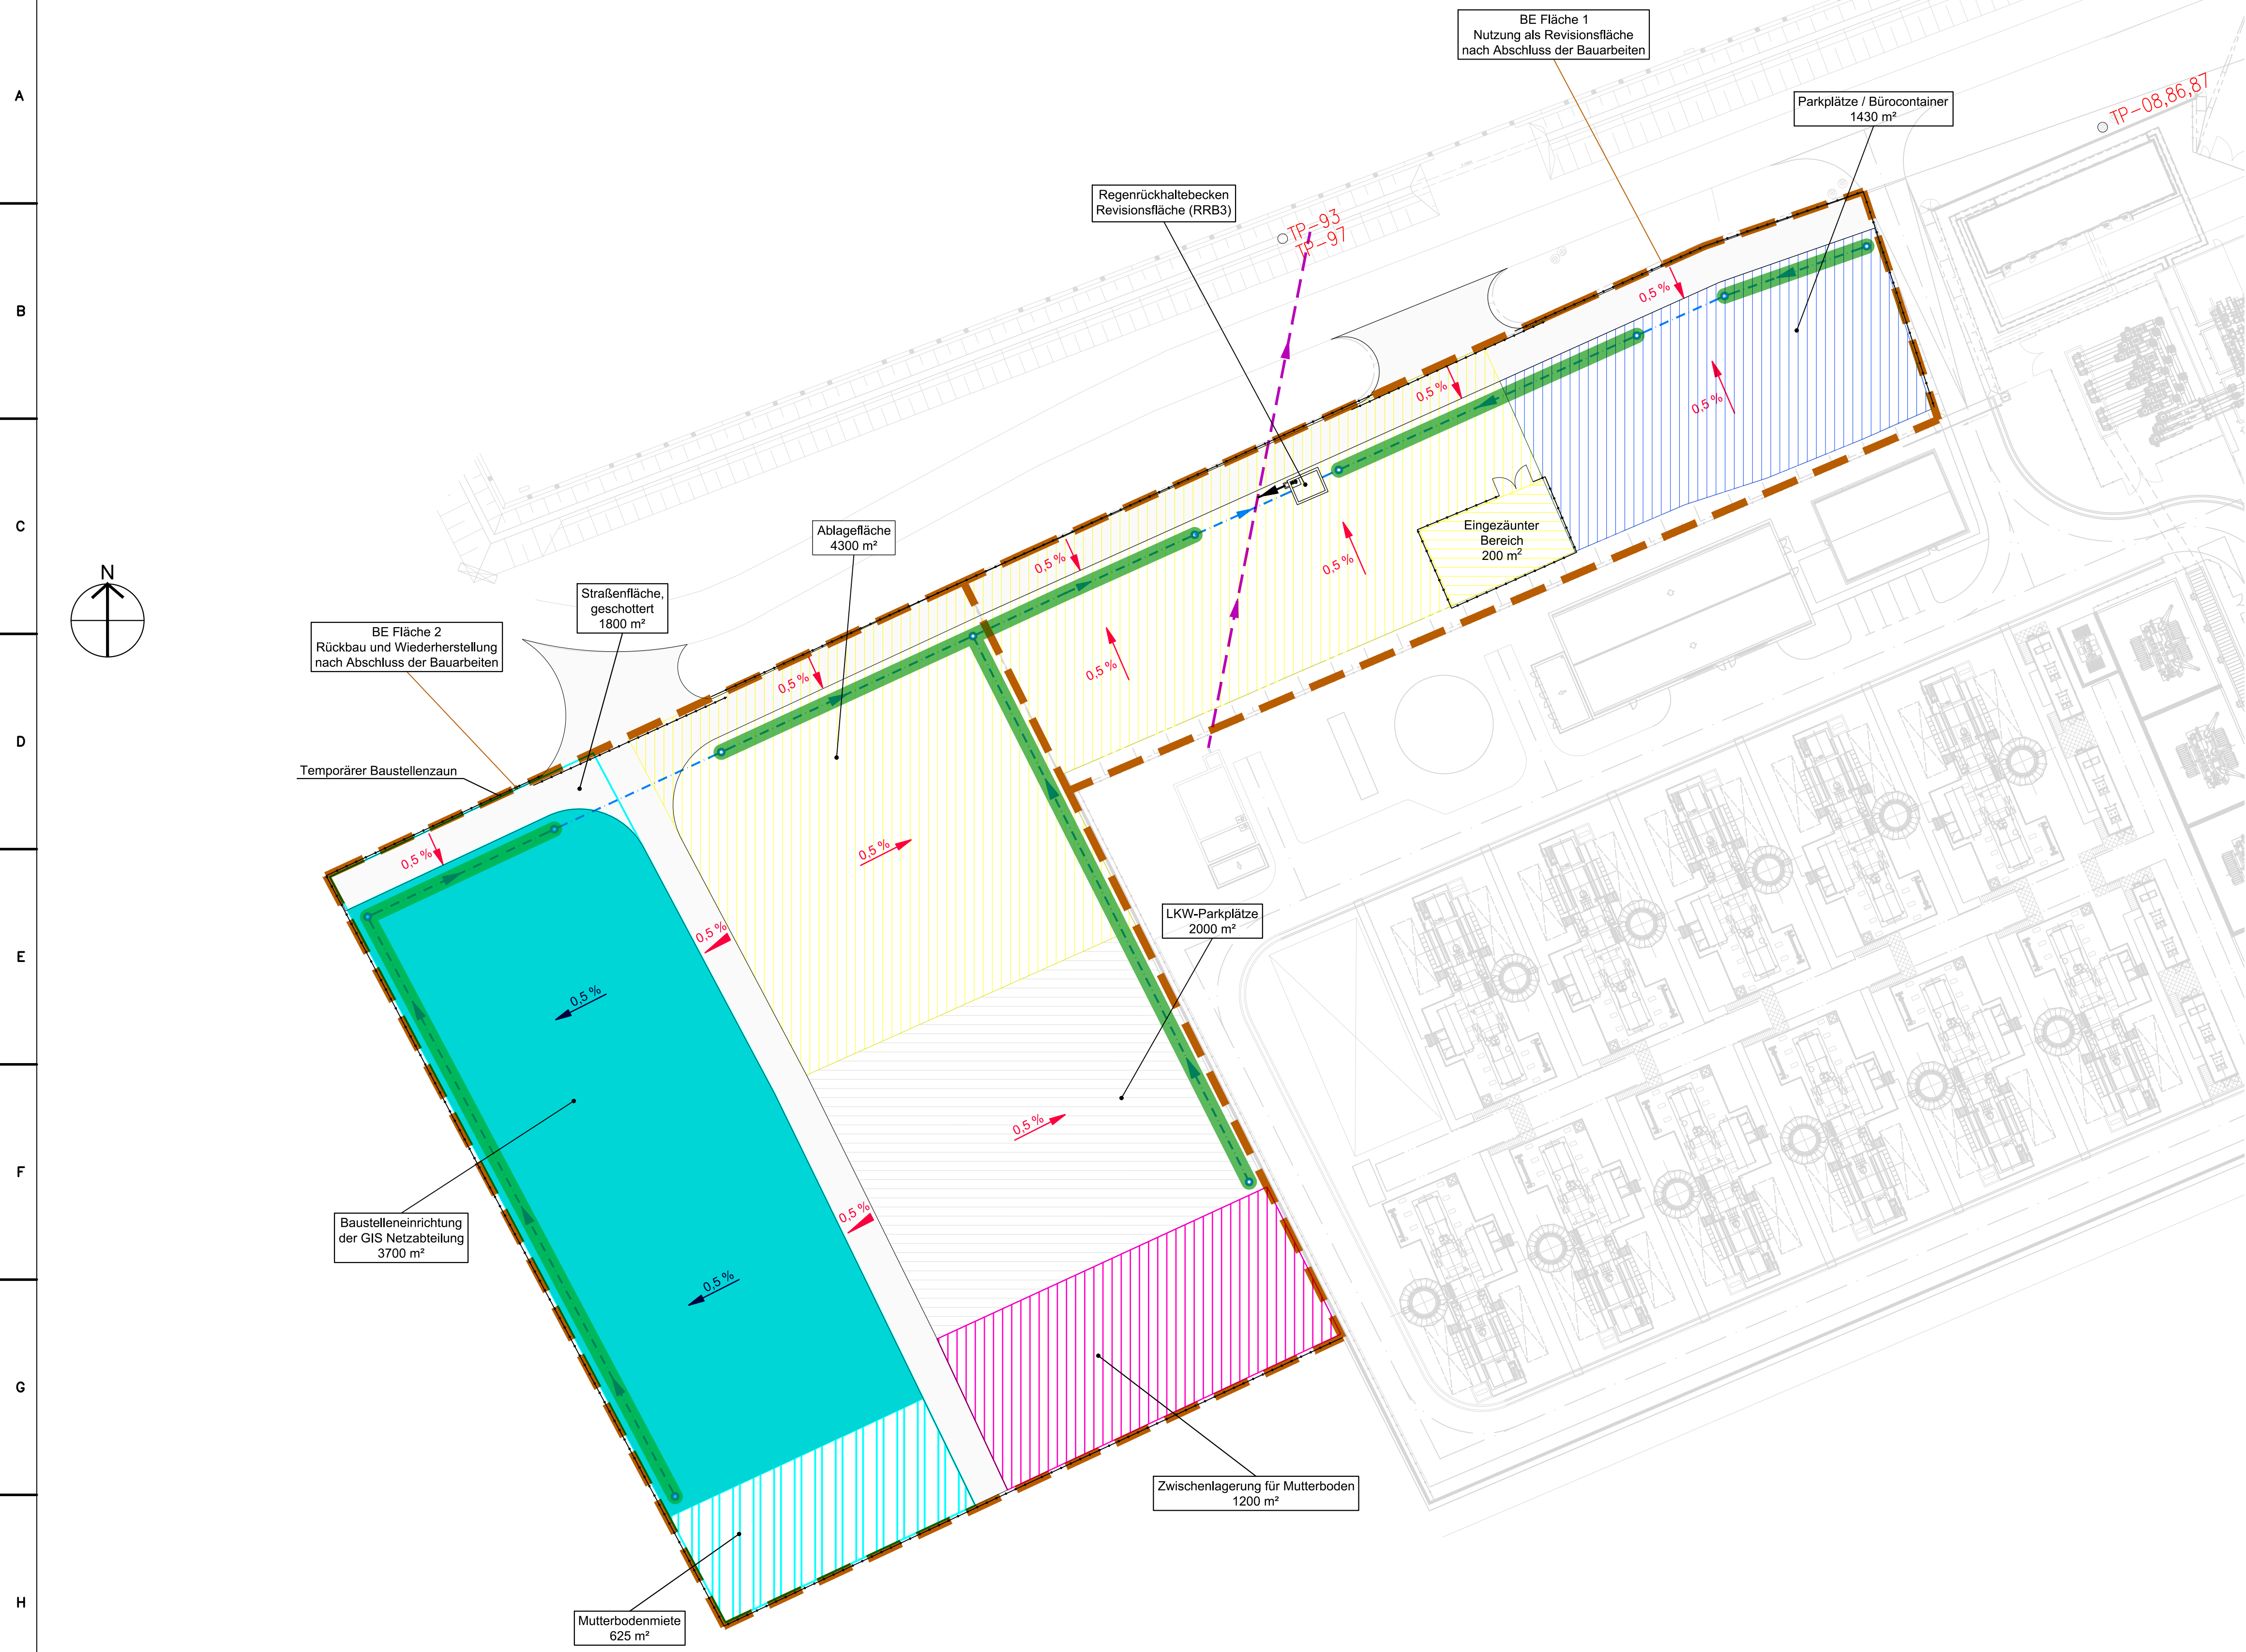 A
B
C
D
E
F
G
H
N
BE Fläche 1
Nutzung als Revisionsfläche
nach Abschluss der Bauarbeiten
Parkplätze / Bürocontainer
1430 m²
TP-08,86,87
Regenrückhaltebecken
Revisionsfläche (RRB3)
TP-93
TP-97
0,5 %
0,5 %
0,5 %
Eingezäunter
Bereich
200 m²
Ablagefläche
4300 m²
0,5 %
0,5 %
0,5 %
0,5 %
Straßenfläche,
geschottert
1800 m²
BE Fläche 2
Rückbau und Wiederherstellung
nach Abschluss der Bauarbeiten
Temporärer Baustellenzaun
0,5 %
0,5 %
0,5 %
LKW-Parkplätze
2000 m²
0,5 %
0,5 %
0,5 %
Baustelleneinrichtung
der GIS Netzabteilung
3700 m²
0,5 %
0,5 %
Zwischenlagerung für Mutterboden
1200 m²
Mutterbodenmiete
625 m²